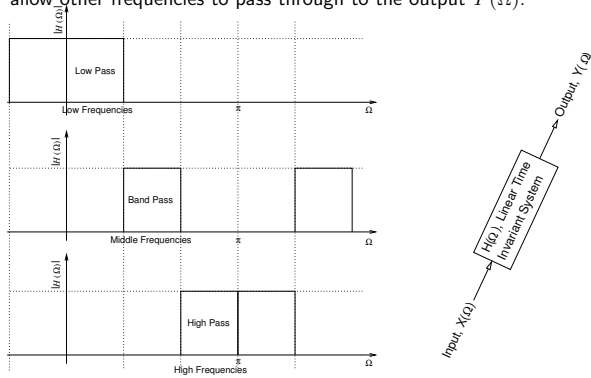 allow other frequencies to pass through to the output Y(Ω).
|H(Ω)|
Low Pass
Low Frequencies
π
Ω
|H(Ω)|
Band Pass
Middle Frequencies
π
Ω
|H(Ω)|
High Pass
High Frequencies
π
Ω
Output, Y(Ω)
H(Ω), Linear Time
Invariant System
Input, X(Ω)